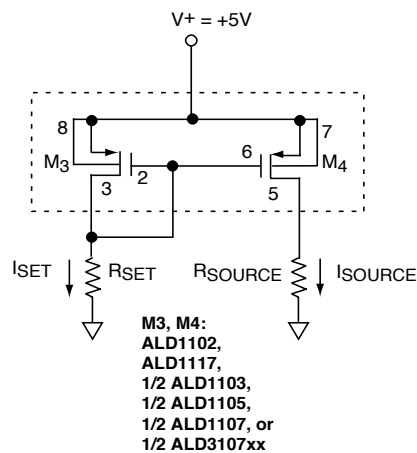 V+ = +5V
8
7
M3
2
6
M4
3
5
ISET
RSET
RSOURCE
ISOURCE
M3, M4:
ALD1102,
ALD1117,
1/2 ALD1103,
1/2 ALD1105,
1/2 ALD1107, or
1/2 ALD3107xx